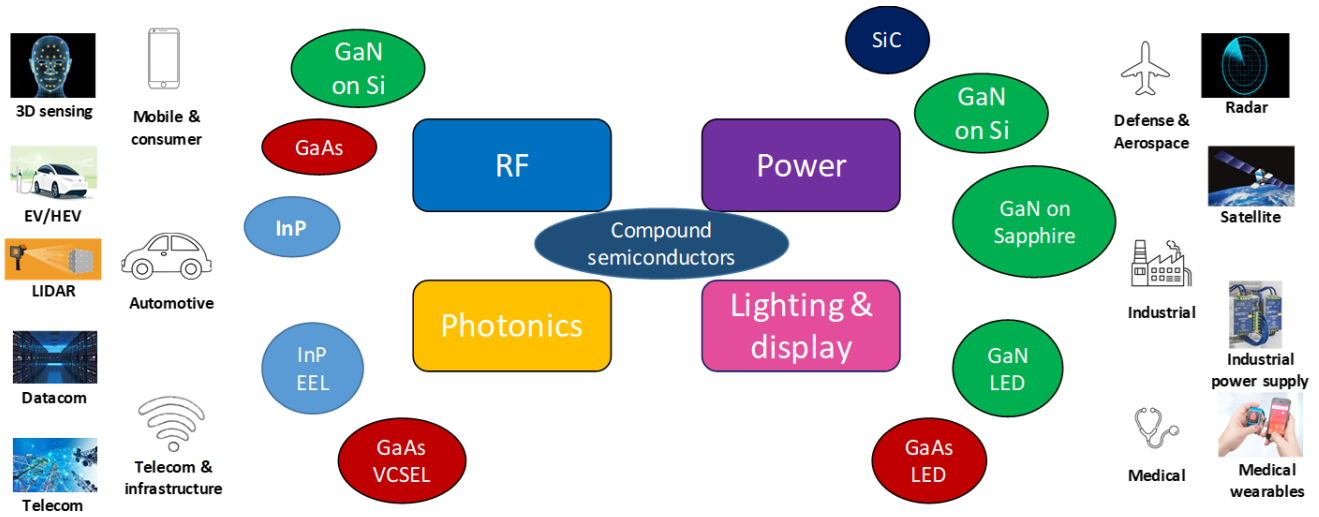 3D sensing
Mobile &
consumer
EV/HEV
LIDAR
Automotive
Datacom
Telecom &
infrastructure
Telecom
GaN
on Si
GaAs
InP
InP
EEL
GaAs
VCSEL
RF
Power
Compound
semiconductors
Photonics
Lighting &
display
SiC
GaN
on Si
GaN on
Sapphire
GaN
LED
GaAs
LED
Defense &
Aerospace
Radar
Satellite
Industrial
Industrial
power supply
Medical
Medical
wearables